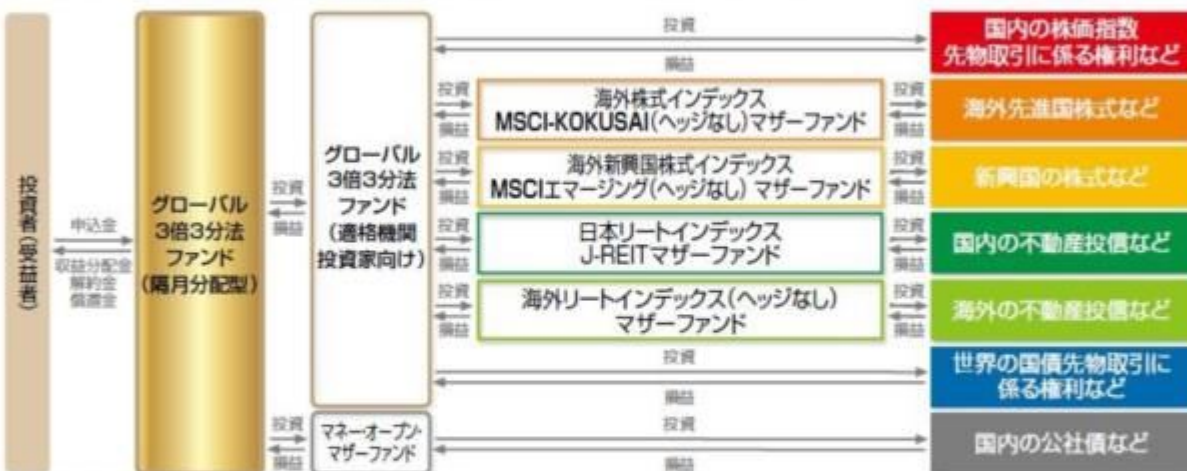 投資者(受益者)
申込金
収益分配金
解約金
償還金
グローバル
3倍3分法
ファンド
(隔月分配型)
投資
損益
グローバル
3倍3分法
ファンド
(適格機関
投資家向け)
投資
損益
国内の株価指数
先物取引に係る権利など
投資
損益
海外株式インデックス
MSCI-KOKUSAI(ヘッジなし)マザーファンド
投資
損益
海外先進国株式など
投資
損益
海外新興国株式インデックス
MSCIエマージング(ヘッジなし) マザーファンド
投資
損益
新興国の株式など
投資
損益
日本リートインデックス
J-REITマザーファンド
投資
損益
国内の不動産投信など
投資
損益
海外リートインデックス(ヘッジなし)
マザーファンド
投資
損益
海外の不動産投信など
投資
損益
世界の国債先物取引に
係る権利など
投資
損益
マネー・オープン・
マザーファンド
投資
損益
国内の公社債など